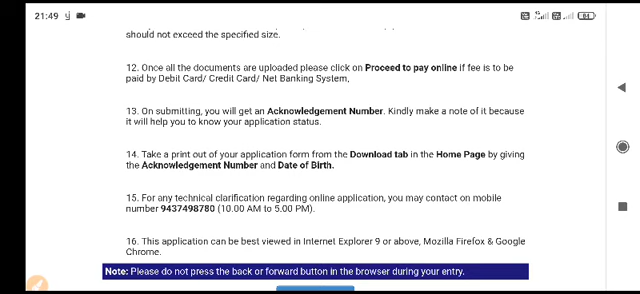 21:49
84
should not exceed the specified size.
12. Once all the documents are uploaded please click on Proceed to pay online if fee is to be
paid by Debit Card/ Credit Card/ Net Banking System.
13. On submitting, you will get an Acknowledgement Number. Kindly make a note of it because
it will help you to know your application status.
14. Take a print out of your application form from the Download tab in the Home Page by giving
the Acknowledgement Number and Date of Birth.
15. For any technical clarification regarding online application, you may contact on mobile
number 9437498780 (10.00 AM to 5.00 PM).
16. This application can be best viewed in Internet Explorer 9 or above, Mozilla Firefox & Google
Chrome.
Note: Please do not press the back or forward button in the browser during your entry.